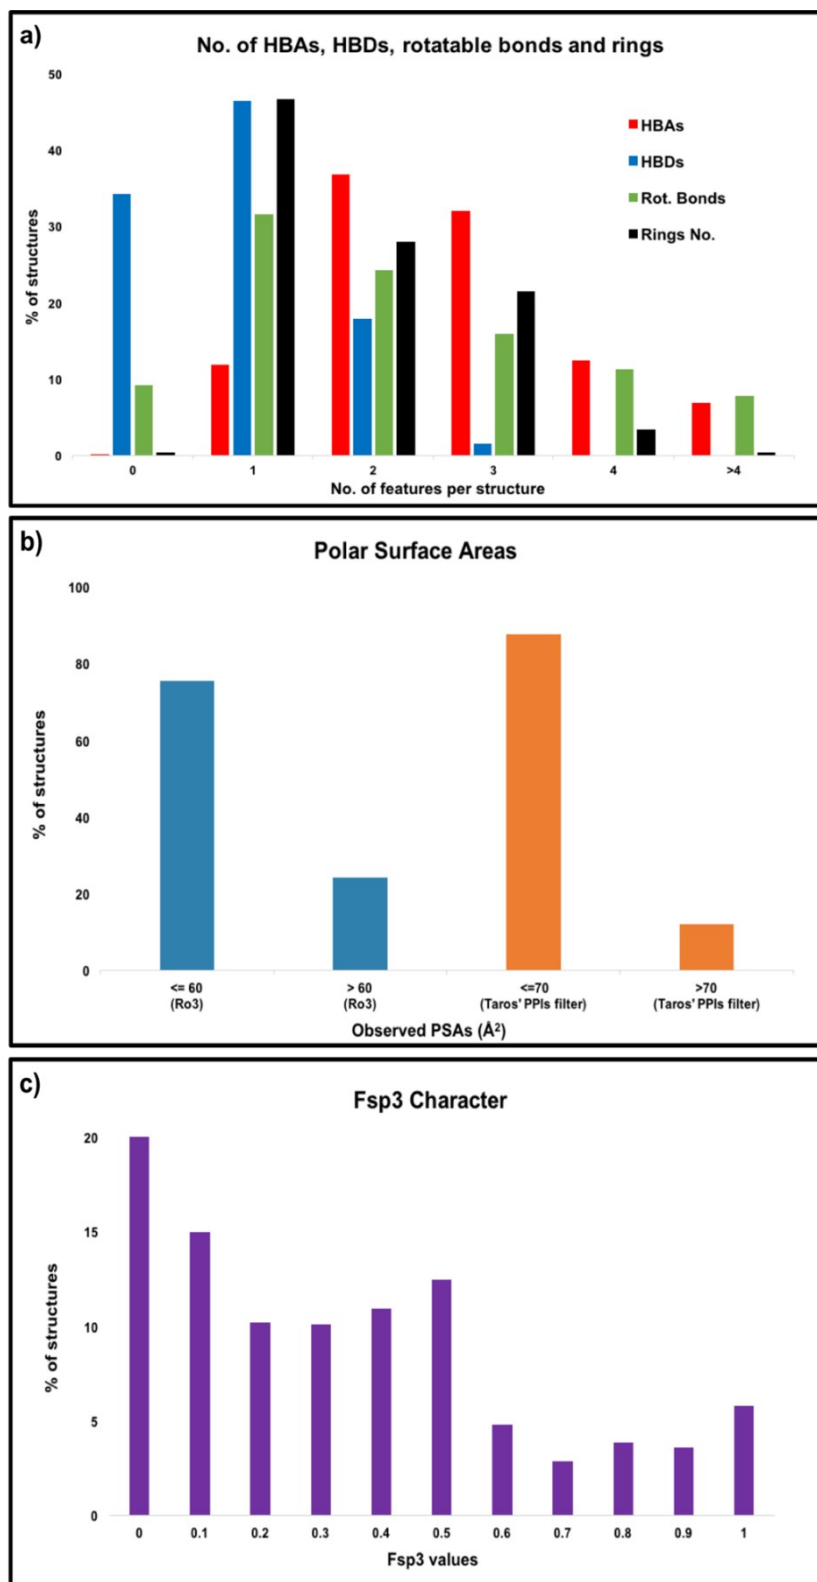 a)
No. of HBAs, HBDs, rotatable bonds and rings
50
40
30
20
10
0
% of structures
HBAs
HBDs
Rot. Bonds
Rings No.
0 1 2 3 4 >4
No. of features per structure
b)
Polar Surface Areas
100
80
60
40
20
0
% of structures
<= 60 > 60 <=70 >70
(Ro3) (Ro3) (Taros' PPIs filter) (Taros' PPIs filter)
Observed PSAs (Å²)
c)
Fsp3 Character
20
15
10
5
0
% of structures
0 0.1 0.2 0.3 0.4 0.5 0.6 0.7 0.8 0.9 1
Fsp3 values